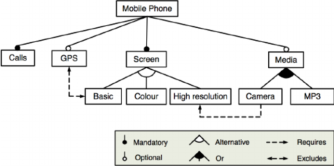 Mobile Phone
Calls GPS Screen Media
Basic Colour High resolution Camera MP3
Mandatory Alternative Requires
Optional Or Excludes